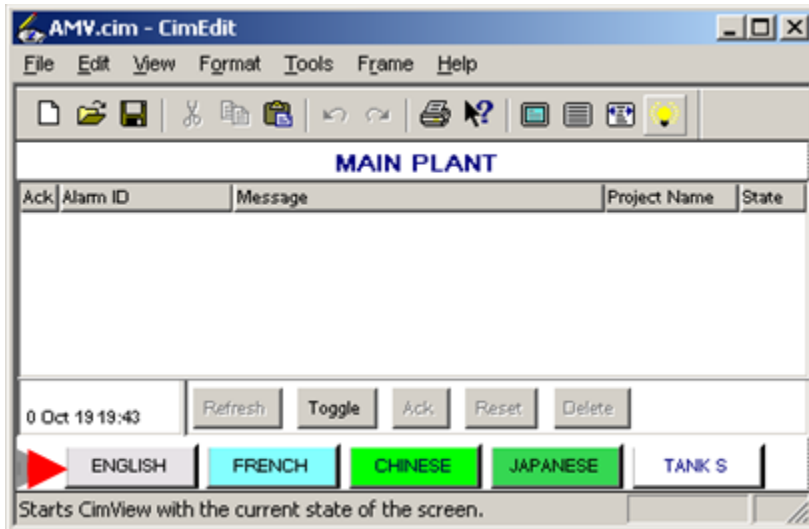 AMV.cim - CimEdit
File Edit View Format Tools Frame Help
MAIN PLANT
Ack Alarm ID Message Project Name State
0 Oct 19 19:43 Refresh Toggle Ack Reset Delete
ENGLISH FRENCH CHINESE JAPANESE TANK S
Starts CimView with the current state of the screen.